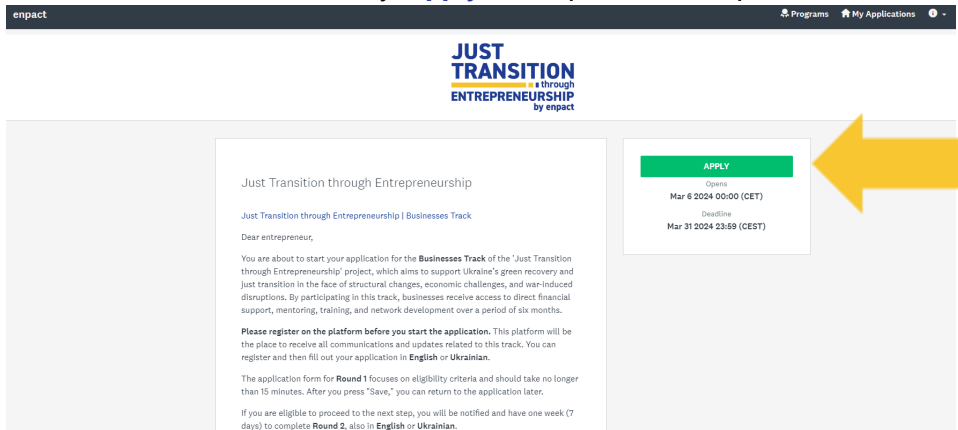 enpact
Programs
My Applications
JUST
TRANSITION
through
ENTREPRENEURSHIP
by enpact
Just Transition through Entrepreneurship
Just Transition through Entrepreneurship | Businesses Track
Dear entrepreneur,
You are about to start your application for the Businesses Track of the 'Just Transition
through Entrepreneurship' project, which aims to support Ukraine's green recovery and
just transition in the face of structural changes, economic challenges, and war-induced
disruptions. By participating in this track, businesses receive access to direct financial
support, mentoring, training, and network development over a period of six months.
Please register on the platform before you start the application. This platform will be
the place to receive all communications and updates related to this track. You can
register and then fill out your application in English or Ukrainian.
The application form for Round 1 focuses on eligibility criteria and should take no longer
than 15 minutes. After you press "Save," you can return to the application later.
If you are eligible to proceed to the next step, you will be notified and have one week (7
days) to complete Round 2, also in English or Ukrainian.
APPLY
Opens
Mar 6 2024 00:00 (CET)
Deadline
Mar 31 2024 23:59 (CEST)